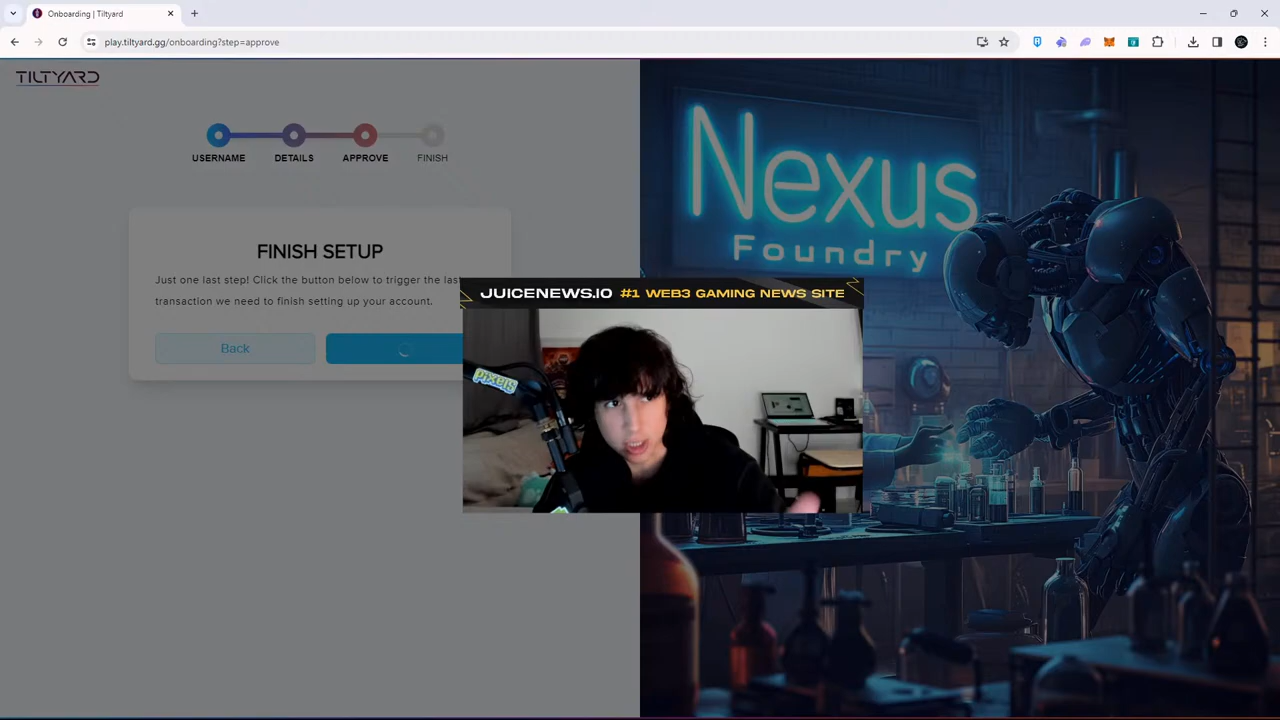 Onboarding | Tiltyard
play.tiltyard.gg/onboarding?step=approve
TILTYARD
USERNAME DETAILS APPROVE FINISH
FINISH SETUP
Just one last step! Click the button below to trigger the last
transaction we need to finish setting up your account.
Back
Nexus
Foundry
JUICENEWS.IO #1 WEB3 GAMING NEWS SITE
pixels